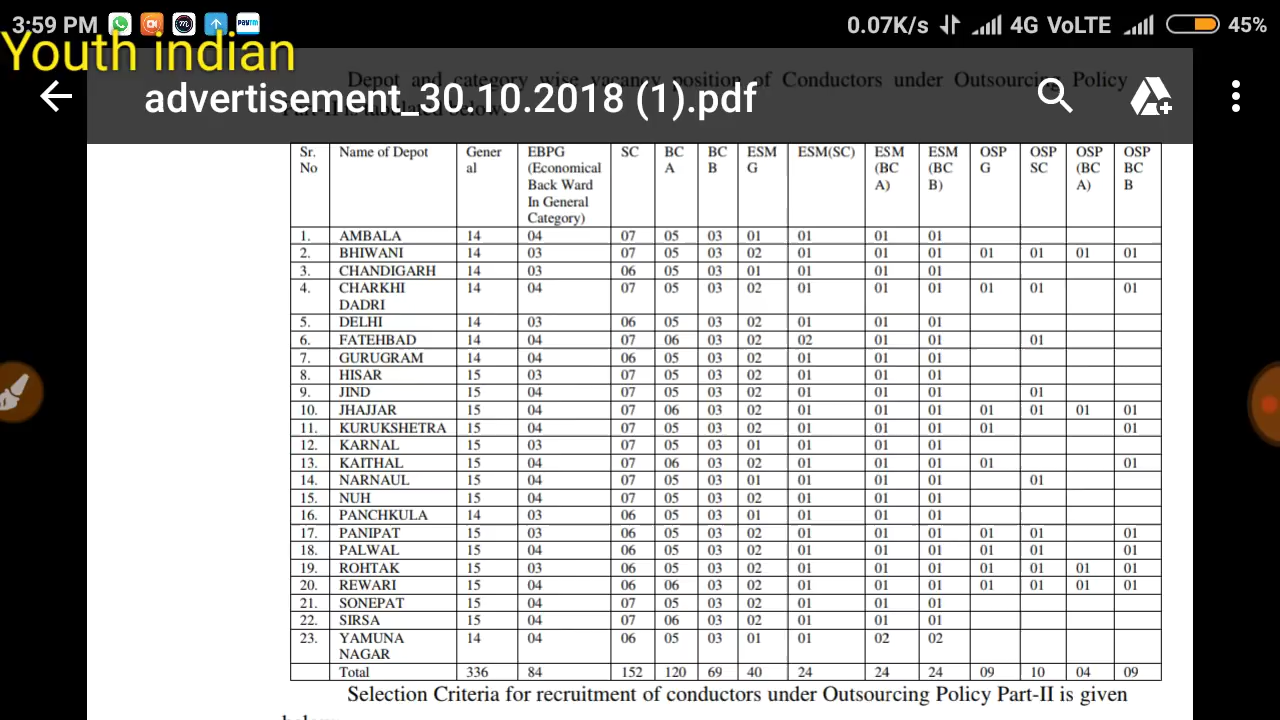 3:59 PM 0.07K/s 4G VoLTE 45%
Youth indian
advertisement_30.10.2018 (1).pdf
Depot and category wise vacancy position of Conductors under Outsourcing Policy
Part-II is tabulated below.
Sr. No Name of Depot Gener al EBPG (Economical Back Ward In General Category) SC BC A BC B ESM G ESM(SC) ESM (BC A) ESM (BC B) OSP G OSP SC OSP (BC A) OSP BC B
1. AMBALA 14 04 07 05 03 01 01 01 01
2. BHIWANI 14 03 07 05 03 02 01 01 01 01 01 01 01
3. CHANDIGARH 14 03 06 05 03 01 01 01 01
4. CHARKHI DADRI 14 04 07 05 03 02 01 01 01 01 01 01
5. DELHI 14 03 06 05 03 02 01 01 01
6. FATEHBAD 14 04 07 06 03 02 02 01 01 01
7. GURUGRAM 14 04 06 05 03 02 01 01 01
8. HISAR 15 03 07 05 03 02 01 01 01
9. JIND 15 04 07 05 03 02 01 01 01 01
10. JHAJJAR 15 04 07 06 03 02 01 01 01 01 01 01 01
11. KURUKSHETRA 15 04 07 05 03 02 01 01 01 01 01
12. KARNAL 15 03 07 05 03 01 01 01 01
13. KAITHAL 15 04 07 06 03 02 01 01 01 01 01
14. NARNAUL 15 04 07 05 03 01 01 01 01 01
15. NUH 15 04 07 05 03 02 01 01 01
16. PANCHKULA 14 03 06 05 03 01 01 01 01
17. PANIPAT 15 03 06 05 03 02 01 01 01 01 01 01
18. PALWAL 15 04 06 05 03 02 01 01 01 01 01 01
19. ROHTAK 15 03 06 05 03 02 01 01 01 01 01 01 01
20. REWARI 15 04 06 06 03 02 01 01 01 01 01 01 01
21. SONEPAT 15 04 07 05 03 02 01 01 01
22. SIRSA 15 04 07 06 03 02 01 01 01
23. YAMUNA NAGAR 14 04 06 05 03 01 01 02 02
Total 336 84 152 120 69 40 24 24 24 09 10 04 09
Selection Criteria for recruitment of conductors under Outsourcing Policy Part-II is given